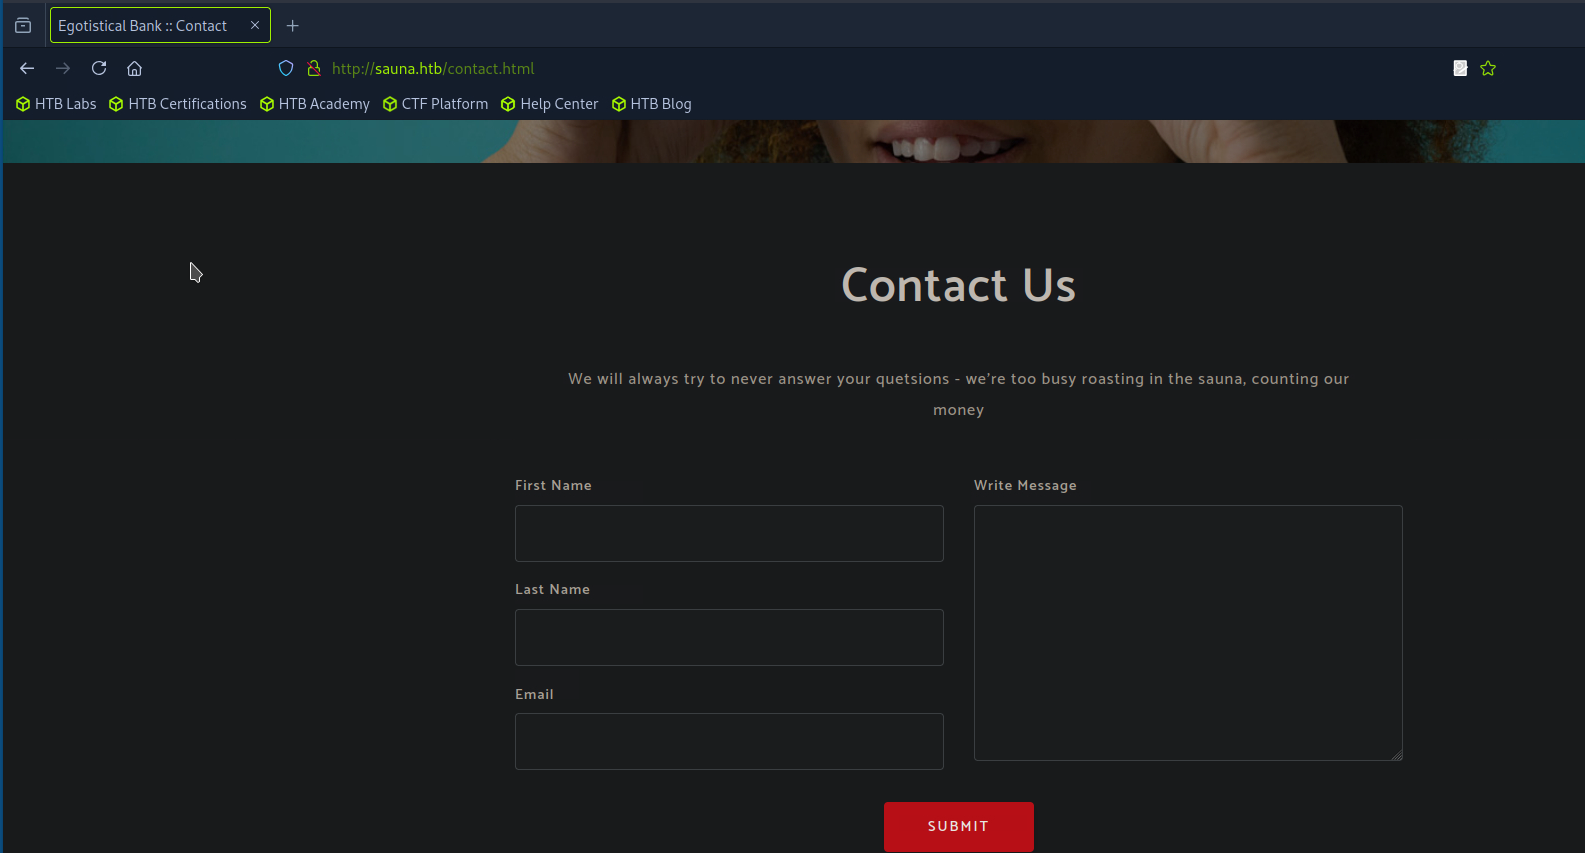 Egotistical Bank :: Contact
http://sauna.htb/contact.html
HTB Labs HTB Certifications HTB Academy CTF Platform Help Center HTB Blog
Contact Us
We will always try to never answer your quetsions - we're too busy roasting in the sauna, counting our
money
First Name
Write Message
Last Name
Email
SUBMIT